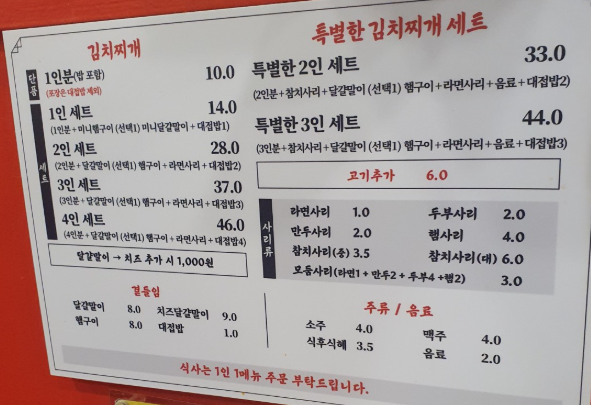 김치찌개
단품
1인분(밥 포함) 10.0
(포장은 대접밥 제외)
세트
1인 세트 14.0
(1인분+미니햄구이 (선택1) 미니달걀말이+대접밥1)
2인 세트 28.0
(2인분+달걀말이 (선택1) 햄구이+라면사리+대접밥2)
3인 세트 37.0
(3인분+달걀말이 (선택1) 햄구이+라면사리+대접밥3)
4인 세트 46.0
(4인분+달걀말이 (선택1) 햄구이+라면사리+대접밥4)
달걀말이 → 치즈 추가 시 1,000원
곁들임
달걀말이 8.0 치즈달걀말이 9.0
햄구이 8.0 대접밥 1.0
특별한 김치찌개 세트
특별한 2인 세트 33.0
(2인분+참치사리+달걀말이 (선택1) 햄구이+라면사리+음료+대접밥2)
특별한 3인 세트 44.0
(3인분+참치사리+달걀말이 (선택1) 햄구이+라면사리+음료+대접밥3)
고기추가 6.0
사리류
라면사리 1.0 두부사리 2.0
만두사리 2.0 햄사리 4.0
참치사리(중) 3.5 참치사리(대) 6.0
모듬사리(라면1+만두2+두부4+햄2) 3.0
주류 / 음료
소주 4.0 맥주 4.0
식후식혜 3.5 음료 2.0
식사는 1인 1메뉴 주문 부탁드립니다.